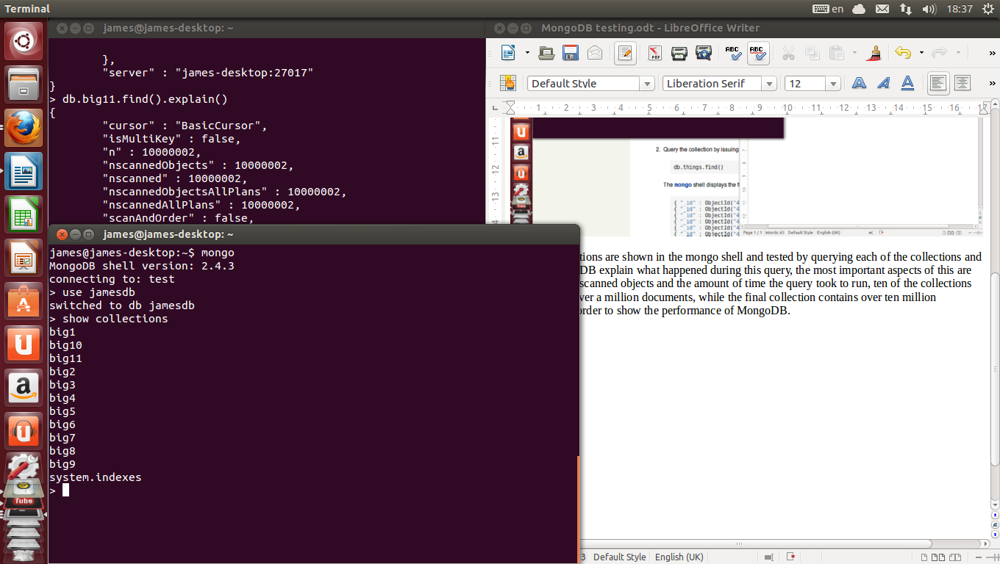 Terminal
en
18:37
james@james-desktop: ~
},
"server" : "james-desktop:27017"
}
> db.big11.find().explain()
{
"cursor" : "BasicCursor",
"isMultiKey" : false,
"n" : 10000002,
"nscannedObjects" : 10000002,
"nscanned" : 10000002,
"nscannedObjectsAllPlans" : 10000002,
"nscannedAllPlans" : 10000002,
"scanAndOrder" : false,
james@james-desktop: ~
james@james-desktop:~$ mongo
MongoDB shell version: 2.4.3
connecting to: test
> use jamesdb
switched to db jamesdb
> show collections
big1
big10
big11
big2
big3
big4
big5
big6
big7
big8
big9
system.indexes
>
Tube
MongoDB testing.odt - LibreOffice Writer
PDF
ABC
ABC
»
Default Style
Liberation Serif
12
»
1 2 3 4 5 6 7 8 9 10 11 12 13 14 15 16 17
11
12
13
2. Query the collection by issuing
db.things.find()
The mongo shell displays the f
{ "_id" : ObjectId("4
{ "_id" : ObjectId("4
{ "_id" : ObjectId("4
{ "_id" : ObjectId("4
{ "_id" : ObjectId("4
{ "_id" : ObjectId("4
Page 1 / 1 Words: 63 Default Style English (UK)
tions are shown in the mongo shell and tested by querying each of the collections and
DB explain what happened during this query, the most important aspects of this are
scanned objects and the amount of time the query took to run, ten of the collections
ver a million documents, while the final collection contains over ten million
order to show the performance of MongoDB.
3 Default Style English (UK)